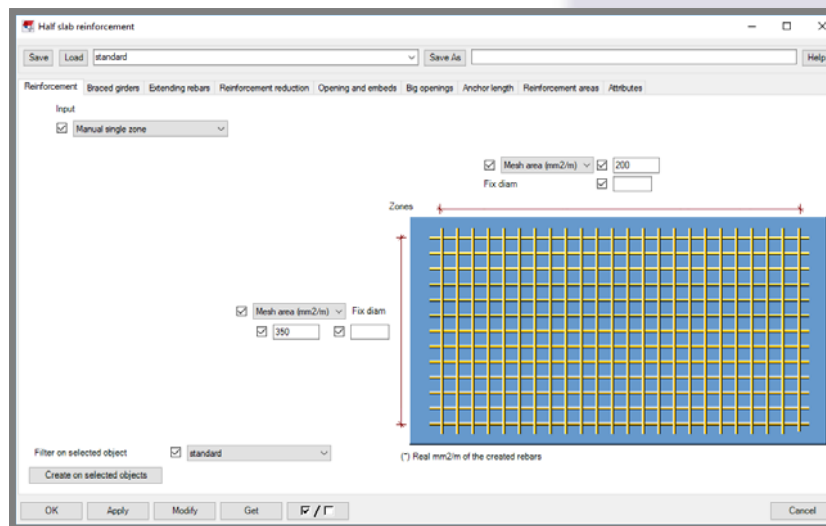 Half slab reinforcement
Save Load standard Save As Help
Reinforcement Braced girders Extending rebars Reinforcement reduction Opening and embeds Big openings Anchor length Reinforcement areas Attributes
Input
Manual single zone
Mesh area (mm2/m) 200
Fix diam
Zones
Mesh area (mm2/m) Fix diam
350
Filter on selected object standard
(*) Real mm2/m of the created rebars
Create on selected objects
OK Apply Modify Get / Cancel